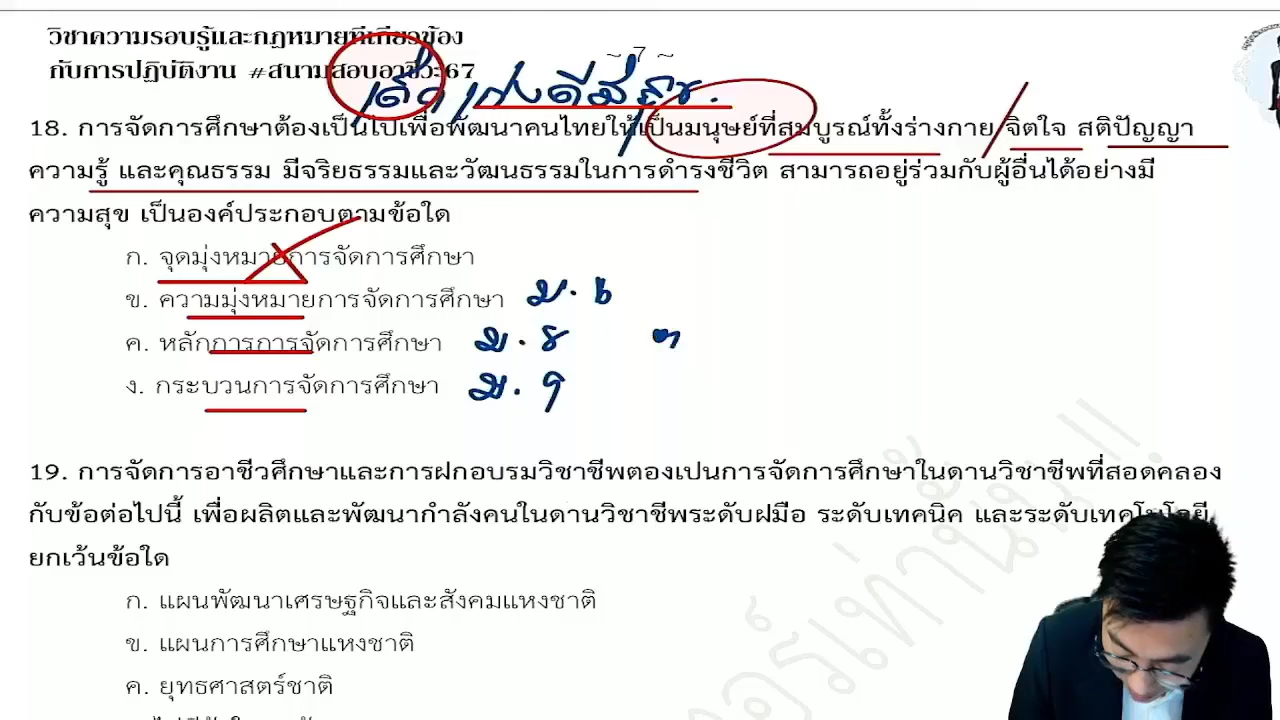 วิชาความรอบรู้และกฎหมายที่เกี่ยวข้อง
กับการปฏิบัติงาน #สนามสอบอาชีวะ67
~ 7 ~
เก่ง ดี มีสุข
18. การจัดการศึกษาต้องเป็นไปเพื่อพัฒนาคนไทยให้เป็นมนุษย์ที่สมบูรณ์ทั้งร่างกาย จิตใจ สติปัญญา
ความรู้ และคุณธรรม มีจริยธรรมและวัฒนธรรมในการดำรงชีวิต สามารถอยู่ร่วมกับผู้อื่นได้อย่างมี
ความสุข เป็นองค์ประกอบตามข้อใด
ก. จุดมุ่งหมายการจัดการศึกษา
ข. ความมุ่งหมายการจัดการศึกษา ม. ๖
ค. หลักการการจัดการศึกษา ม. ๘ ๓
ง. กระบวนการจัดการศึกษา ม. ๑
19. การจัดการอาชีวศึกษาและการฝกอบรมวิชาชีพตองเปนการจัดการศึกษาในดานวิชาชีพที่สอดคลอง
กับข้อต่อไปนี้ เพื่อผลิตและพัฒนากําลังคนในดานวิชาชีพระดับฝมือ ระดับเทคนิค และระดับเทคโนโลยี
ยกเว้นข้อใด
ก. แผนพัฒนาเศรษฐกิจและสังคมแห่งชาติ
ข. แผนการศึกษาแห่งชาติ
ค. ยุทธศาสตร์ชาติ